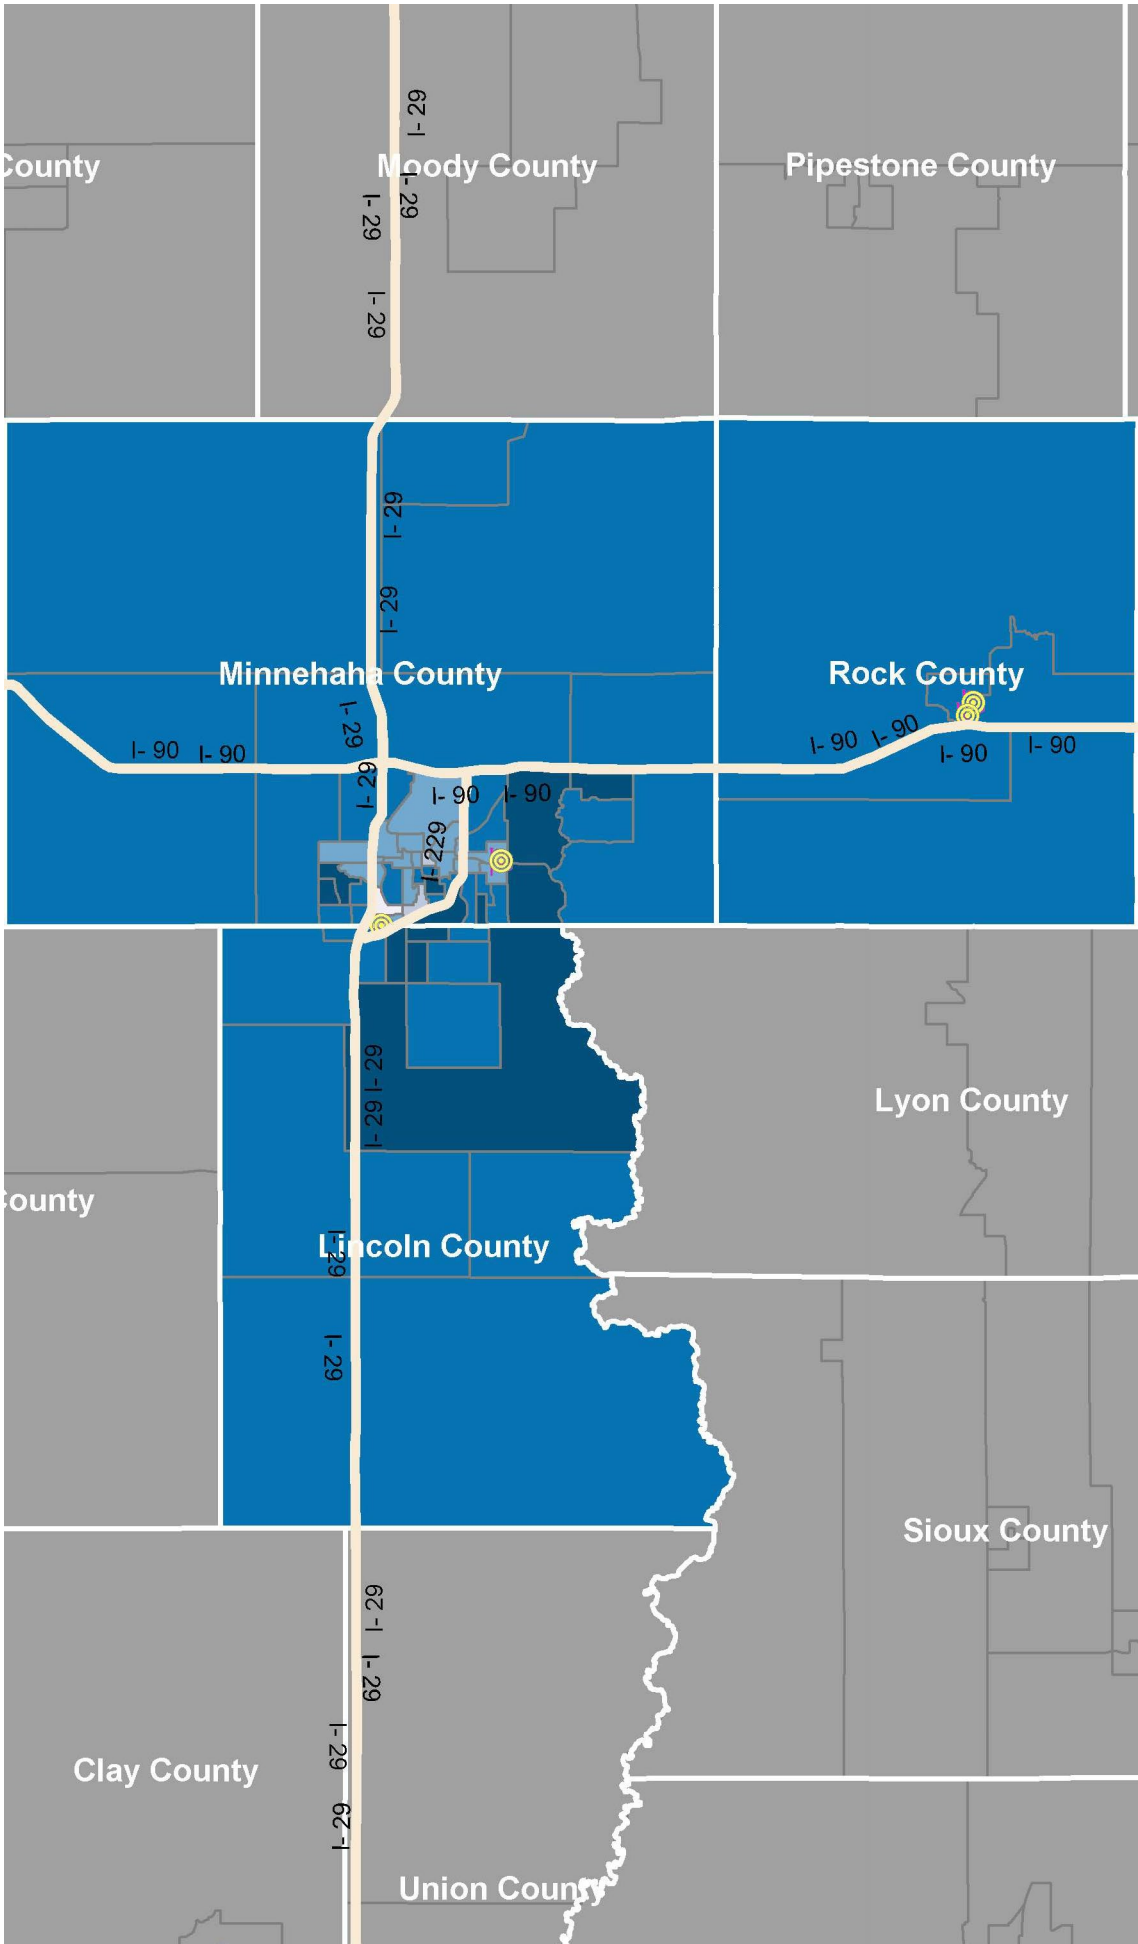 I- 29
County
Moody County
Pipestone County
I- 29
I- 29
I- 29
I- 29
I- 29
Minnehaha County
Rock County
I- 29
I- 90
I- 90
I- 90
I- 90
I- 90
I- 90
I- 29
I- 90
I- 90
I- 229
I- 29
I- 29
Lyon County
County
Lincoln County
I- 29
I- 29
Sioux County
I- 29
I- 29
I- 29
Clay County
I- 29
Union County